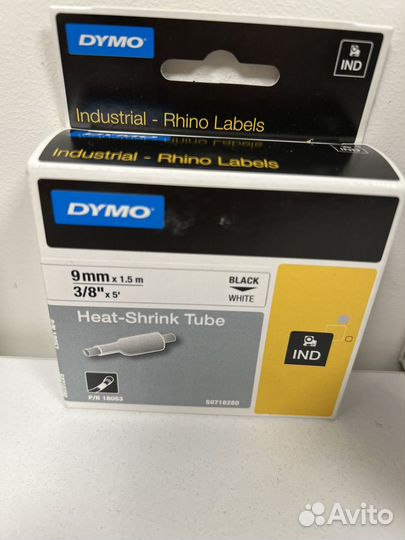 DYMO
IND
Industrial - Rhino Labels
Industrial - Rhino Labels
DYMO
9mm x 1.5 m
3/8" x 5'
BLACK
WHITE
Heat-Shrink Tube
IND
P/N 18053
S0718280
Avito